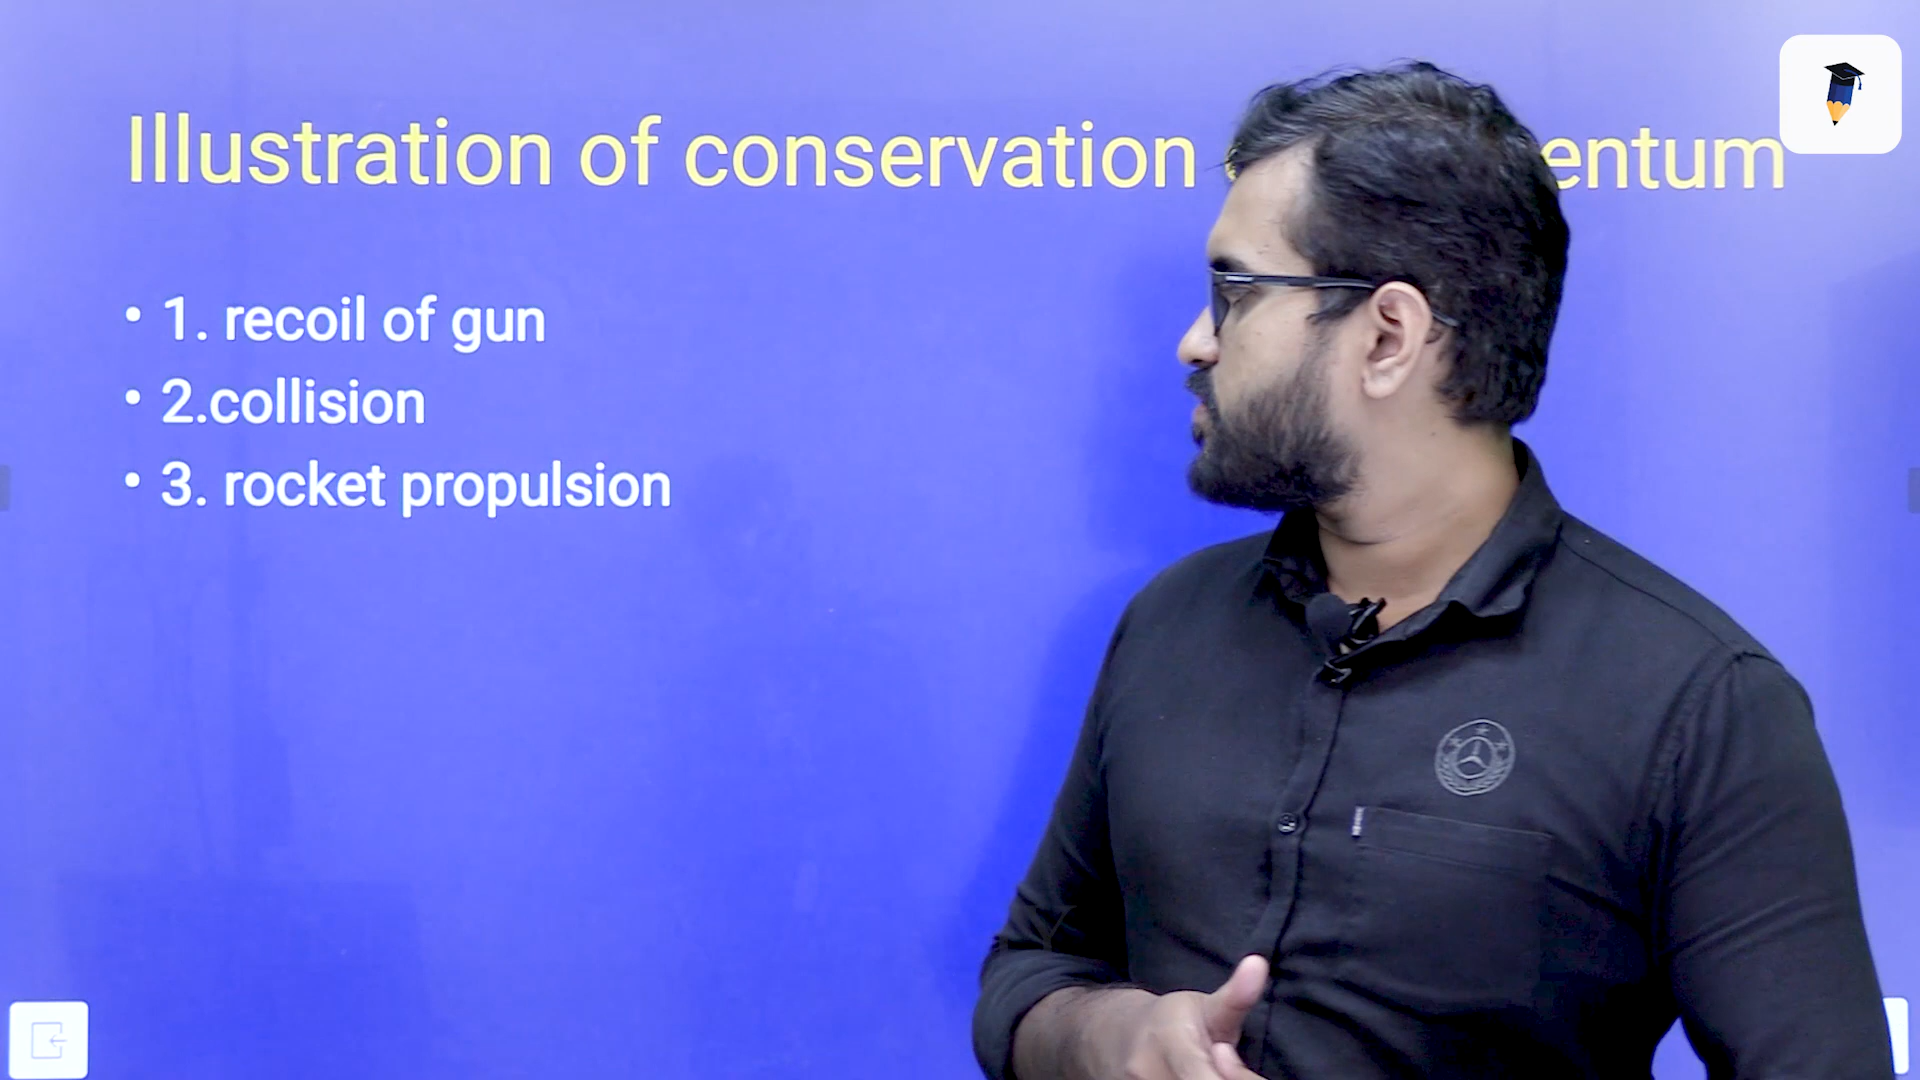 Illustration of conservation entum
• 1. recoil of gun
• 2.collision
• 3. rocket propulsion